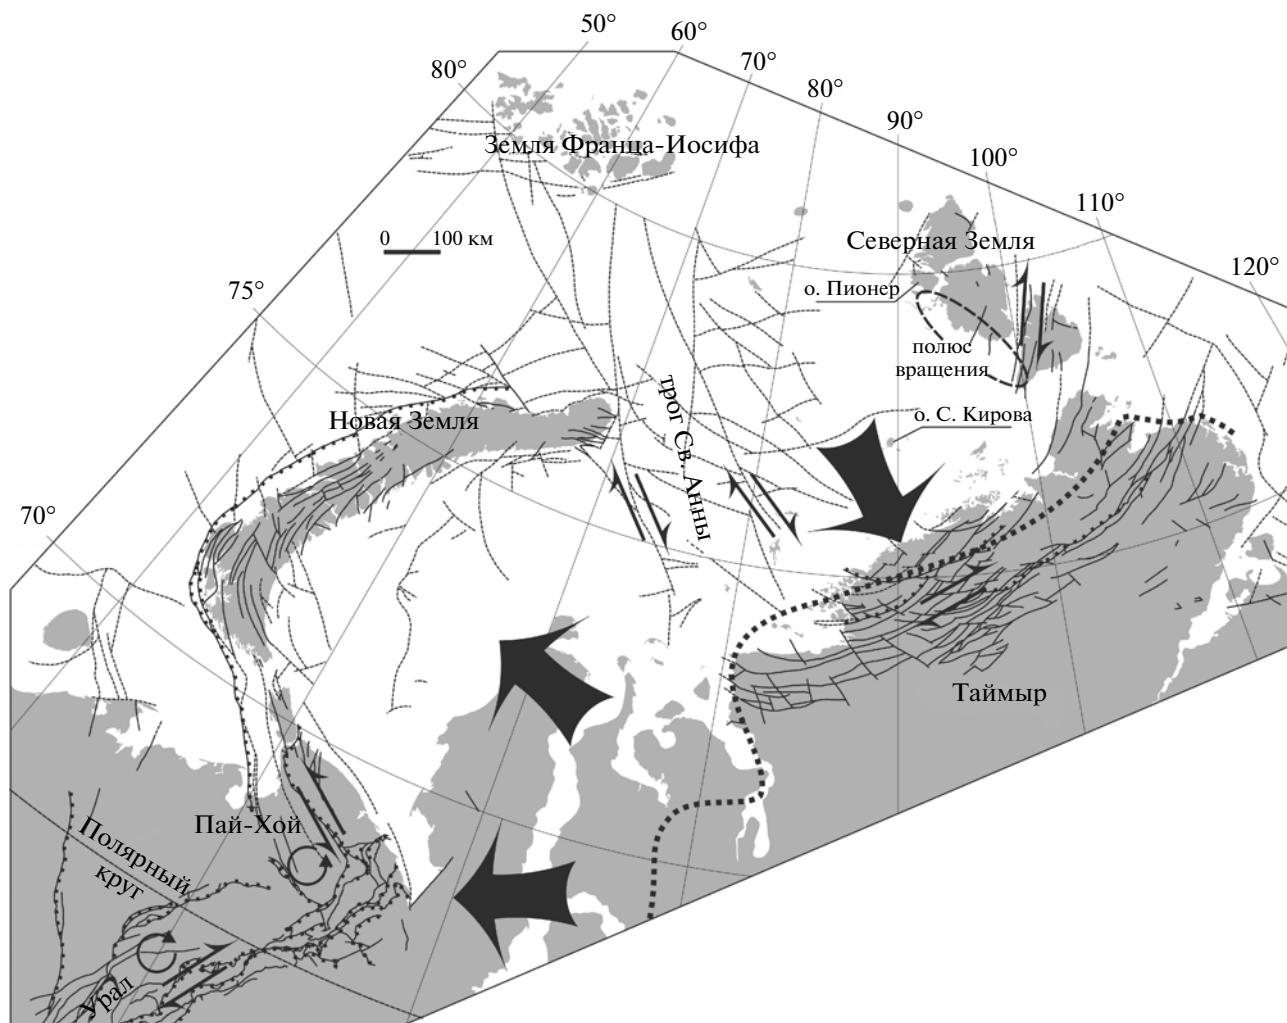 50°
60°
70°
80°
80°
90°
100°
110°
120°
75°
70°
Земля Франца-Иосифа
0 100 км
Северная Земля
о. Пионер
полюс
вращения
Новая Земля
трог Св. Анны
о. С. Кирова
Таймыр
Пай-Хой
Полярный
круг
Урал